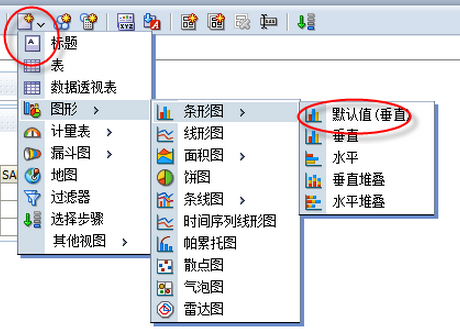 XYZ
标题
表
数据透视表
图形
计量表
漏斗图
地图
过滤器
选择步骤
其他视图
条形图
线形图
面积图
饼图
条线图
时间序列线形图
帕累托图
散点图
气泡图
雷达图
默认值(垂直)
垂直
水平
垂直堆叠
水平堆叠
SA